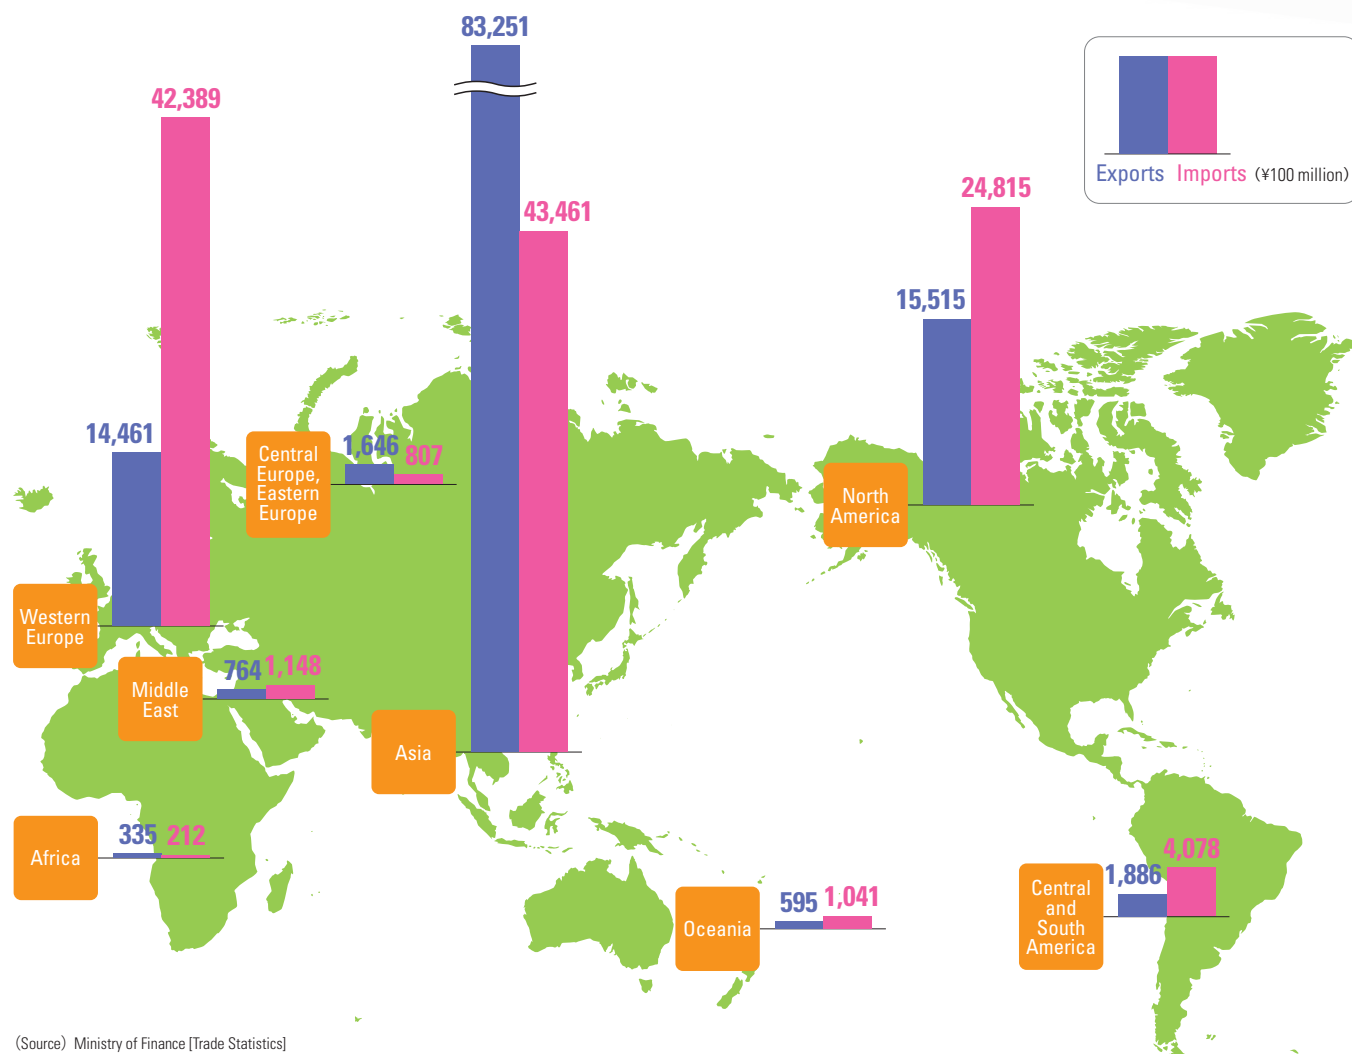 83,251
42,389
43,461
Exports Imports (¥100 million)
24,815
15,515
14,461
Central
Europe,
Eastern
Europe
1,646
807
North
America
Western
Europe
Middle
East
764
1,148
Asia
Africa
335
212
Oceania
595
1,041
Central
and
South
America
1,886
4,078
(Source) Ministry of Finance [Trade Statistics]